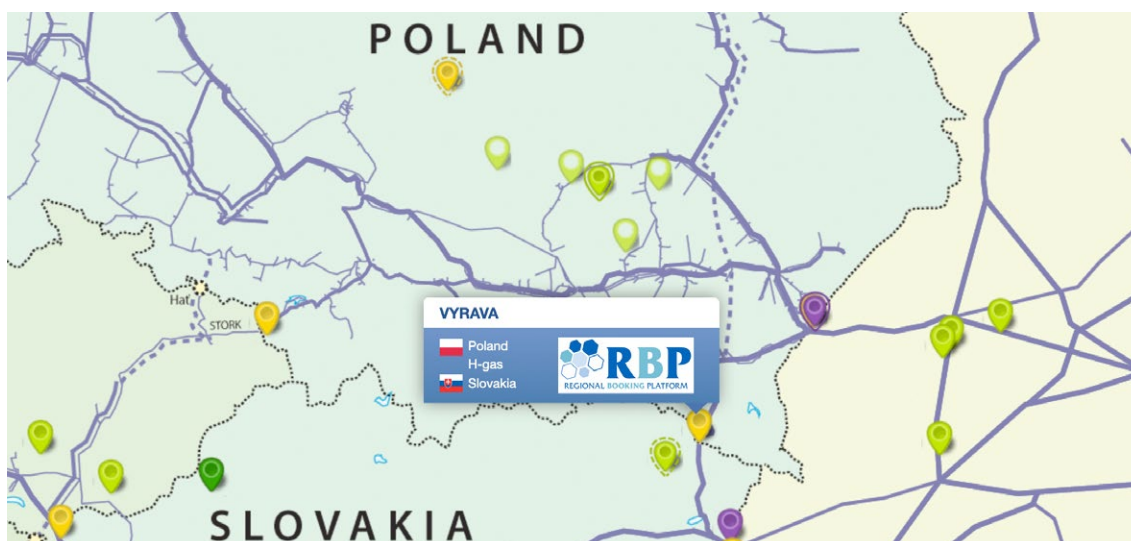 POLAND
Hat
STORK
VYRAVA
Poland
H-gas
Slovakia
RBP
REGIONAL BOOKING PLATFORM
SLOVAKIA